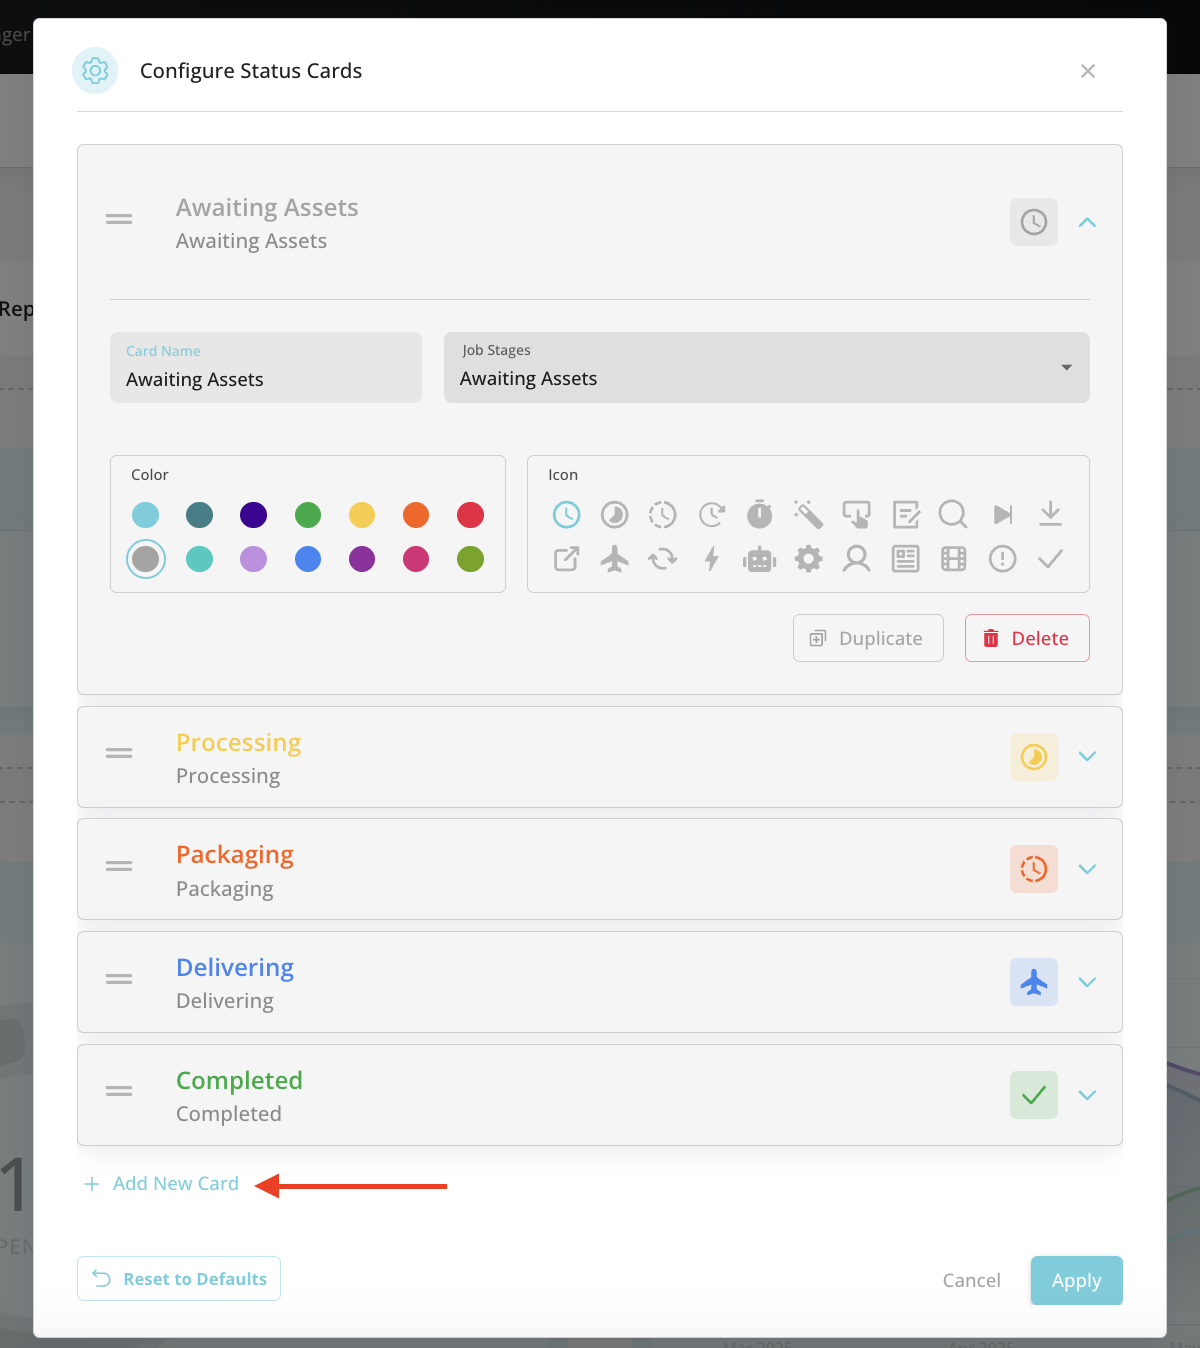 ger
Configure Status Cards
Awaiting Assets
Awaiting Assets
Rep
Card Name
Awaiting Assets
Job Stages
Awaiting Assets
Color
Icon
Duplicate
Delete
Processing
Processing
Packaging
Packaging
Delivering
Delivering
Completed
Completed
1
Add New Card
PEN
Reset to Defaults
Cancel
Apply